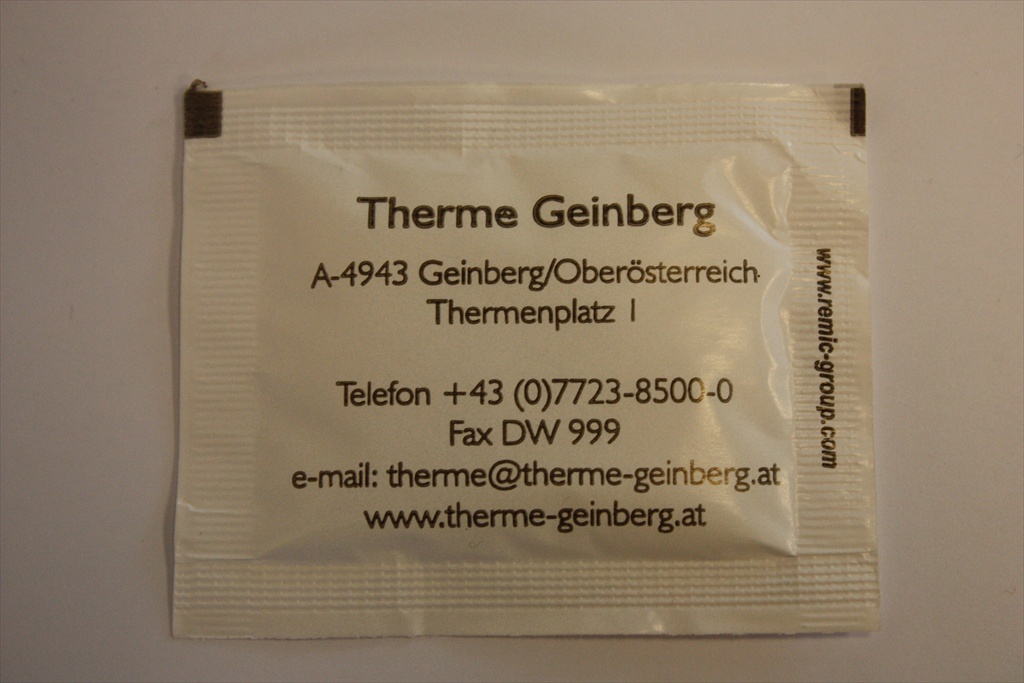 Therme Geinberg
A-4943 Geinberg/Oberösterreich
Thermenplatz 1
Telefon +43 (0)7723-8500-0
Fax DW 999
e-mail: therme@therme-geinberg.at
www.therme-geinberg.at
www.remic-group.com